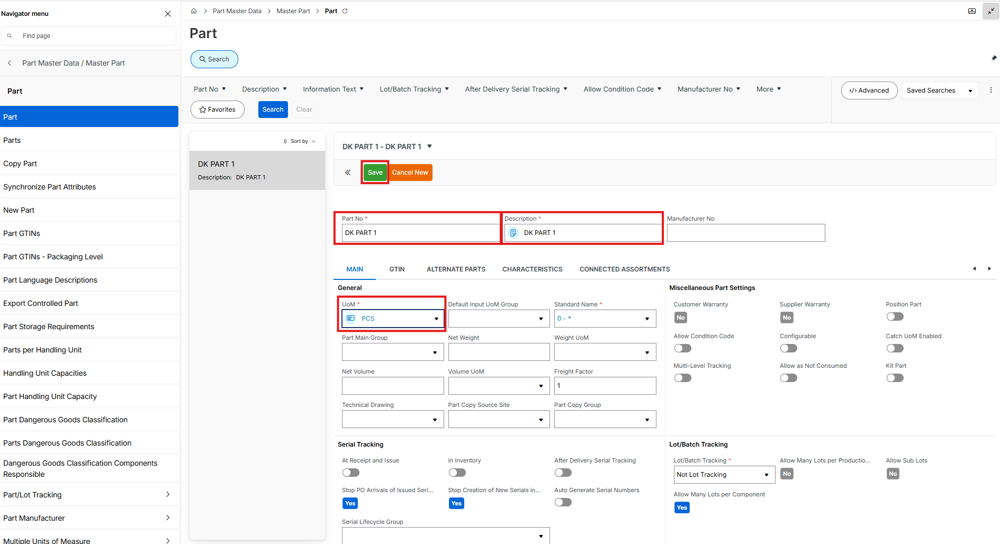 Navigator menu
Find page
Part Master Data / Master Part
Part
Part
Parts
Copy Part
Synchronize Part Attributes
New Part
Part GTINs
Part GTINs - Packaging Level
Part Language Descriptions
Export Controlled Part
Part Storage Requirements
Parts per Handling Unit
Handling Unit Capacities
Part Handling Unit Capacity
Part Dangerous Goods Classification
Parts Dangerous Goods Classification
Dangerous Goods Classification Components
Responsible
Part/Lot Tracking
Part Manufacturer
Multiple Units of Measure
Part Master Data > Master Part > Part
Part
Search
Part No Description Information Text Lot/Batch Tracking After Delivery Serial Tracking Allow Condition Code Manufacturer No More
Favorites Search Clear
</> Advanced Saved Searches
Sort by
DK PART 1
Description: DK PART 1
DK PART 1 - DK PART 1
Save Cancel New
Part No * Description * Manufacturer No
DK PART 1 DK PART 1
MAIN GTIN ALTERNATE PARTS CHARACTERISTICS CONNECTED ASSORTMENTS
General
UoM * Default Input UoM Group Standard Name *
PCS 0 - *
Part Main Group Net Weight Weight UoM
Net Volume Volume UoM Freight Factor
1
Technical Drawing Part Copy Source Site Part Copy Group
Miscellaneous Part Settings
Customer Warranty Supplier Warranty Position Part
No No
Allow Condition Code Configurable Catch UoM Enabled
Multi-Level Tracking Allow as Not Consumed Kit Part
Serial Tracking
At Receipt and Issue In Inventory After Delivery Serial Tracking
Stop PO Arrivals of Issued Seri... Stop Creation of New Serials in... Auto Generate Serial Numbers
Yes Yes
Serial Lifecycle Group
Lot/Batch Tracking
Lot/Batch Tracking * Allow Many Lots per Productio... Allow Sub Lots
Not Lot Tracking No No
Allow Many Lots per Component
Yes